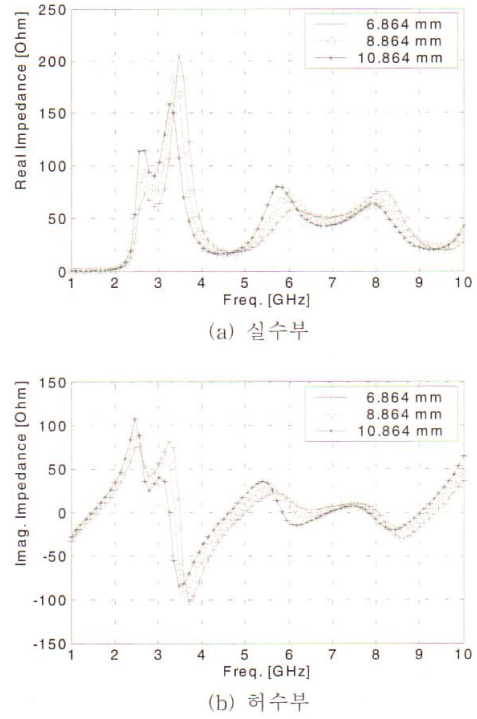 250
200
150
100
50
0
Real Impedance [Ohm]
6.864 mm
8.864 mm
10.864 mm
1 2 3 4 5 6 7 8 9 10
Freq. [GHz]
(a) 실수부
150
100
50
0
-50
-100
-150
Imag. Impedance [Ohm]
6.864 mm
8.864 mm
10.864 mm
1 2 3 4 5 6 7 8 9 10
Freq. [GHz]
(b) 허수부